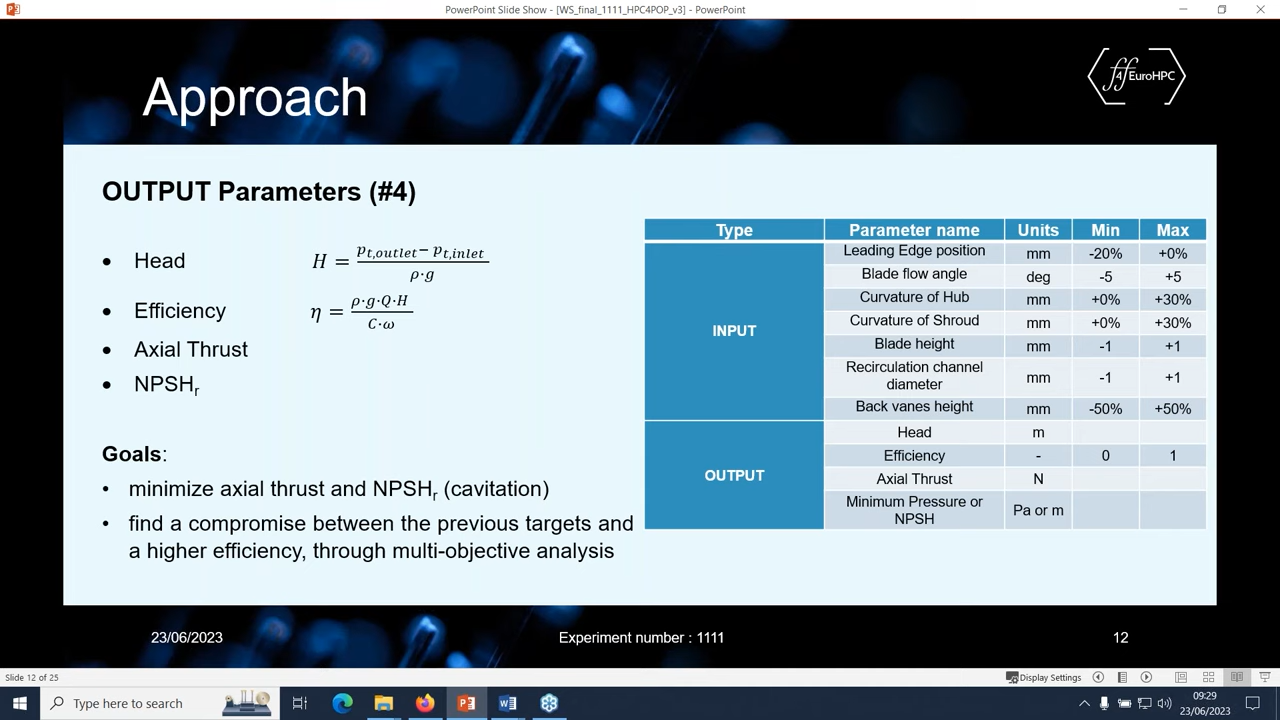 PowerPoint Slide Show - [WS_final_1111_HPC4POP_v3] - PowerPoint
Approach
ff4EuroHPC
OUTPUT Parameters (#4)
• Head H = (p_t,outlet − p_t,inlet) / (ρ·g)
• Efficiency η = (ρ·g·Q·H) / (C·ω)
• Axial Thrust
• NPSHr
Goals:
• minimize axial thrust and NPSHr (cavitation)
• find a compromise between the previous targets and
a higher efficiency, through multi-objective analysis
Type Parameter name Units Min Max
INPUT
Leading Edge position mm -20% +0%
Blade flow angle deg -5 +5
Curvature of Hub mm +0% +30%
Curvature of Shroud mm +0% +30%
Blade height mm -1 +1
Recirculation channel
diameter mm -1 +1
Back vanes height mm -50% +50%
OUTPUT
Head m
Efficiency - 0 1
Axial Thrust N
Minimum Pressure or
NPSH Pa or m
23/06/2023 Experiment number : 1111 12
Slide 12 of 25 Display Settings
Type here to search
09:29
23/06/2023